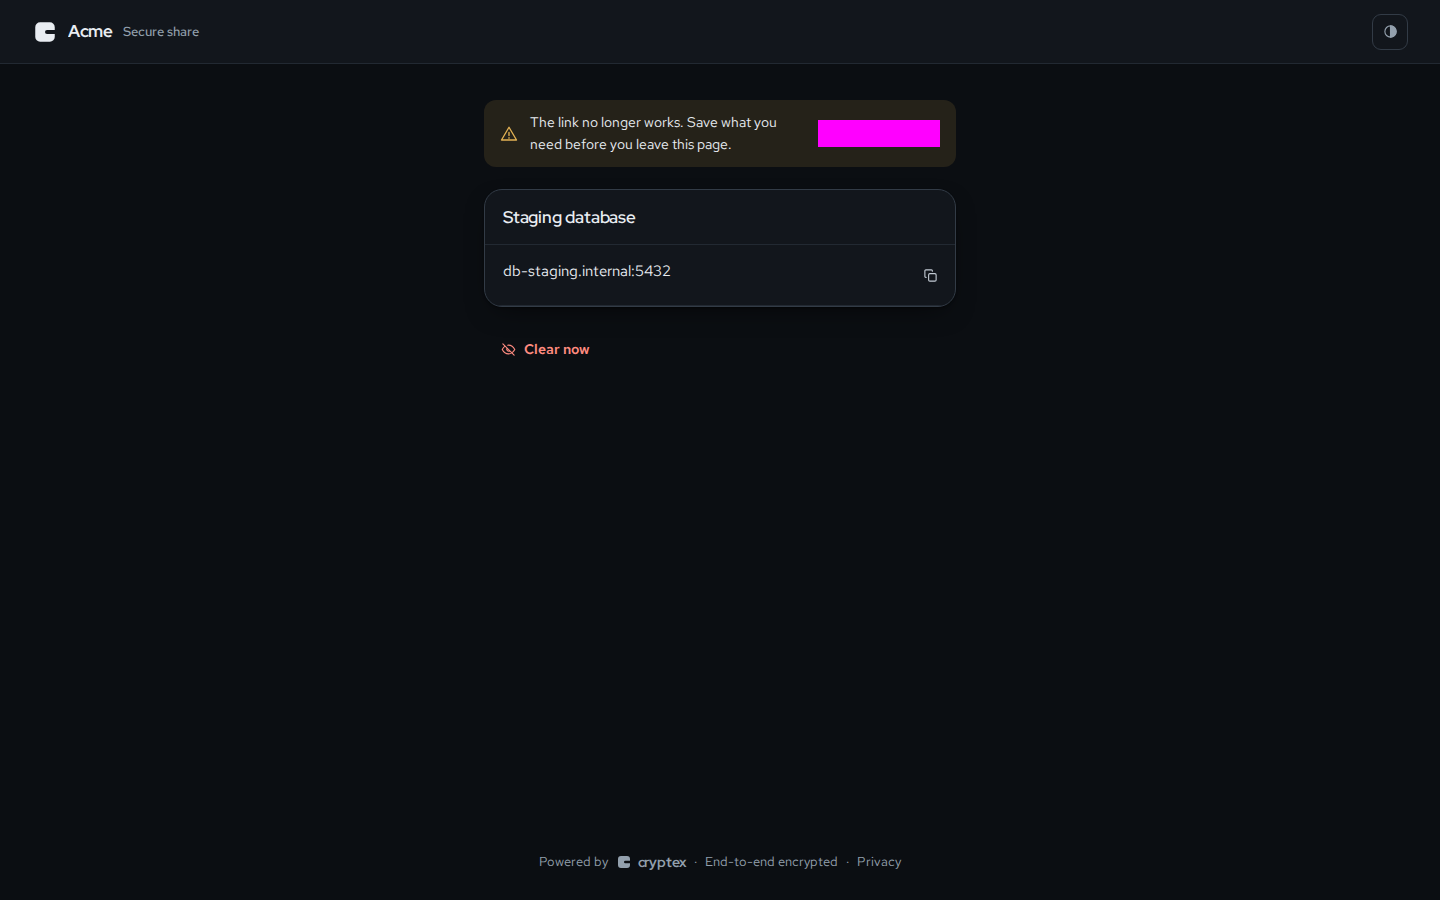 Acme Secure share
The link no longer works. Save what you
need before you leave this page.
Staging database
db-staging.internal:5432
Clear now
Powered by cryptex · End-to-end encrypted · Privacy